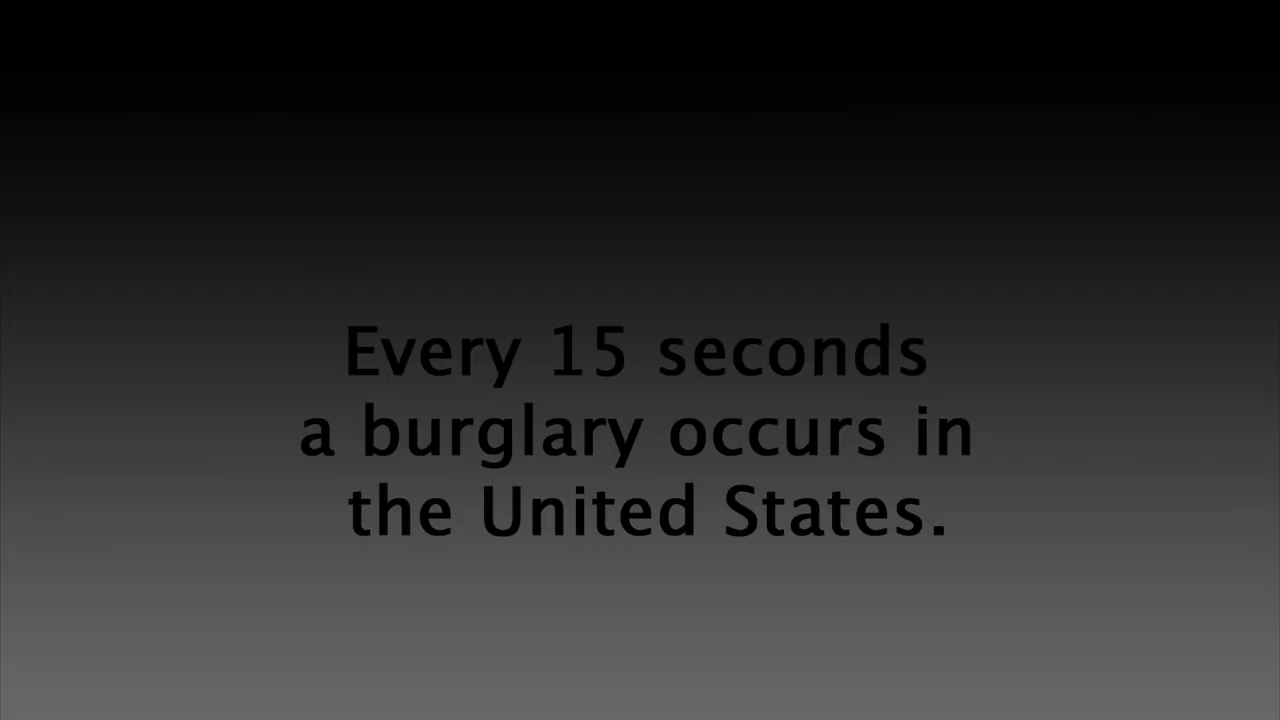 Every 15 seconds
a burglary occurs in
the United States.